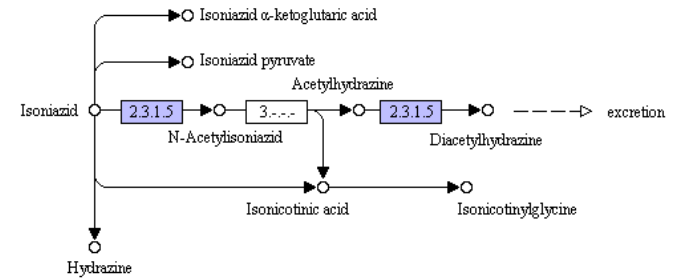 Isoniazid α-ketoglutaric acid
Isoniazid pyruvate
Acetylhydrazine
Isoniazid
2.3.1.5
3.-.-.-
2.3.1.5
excretion
N-Acetylisoniazid
Diacetylhydrazine
Isonicotinic acid
Isonicotinylglycine
Hydrazine